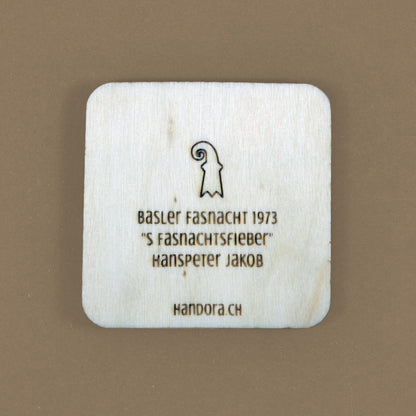 Basler Fasnacht 1973
"S Fasnachtsfieber"
Hanspeter Jakob
Handora.ch